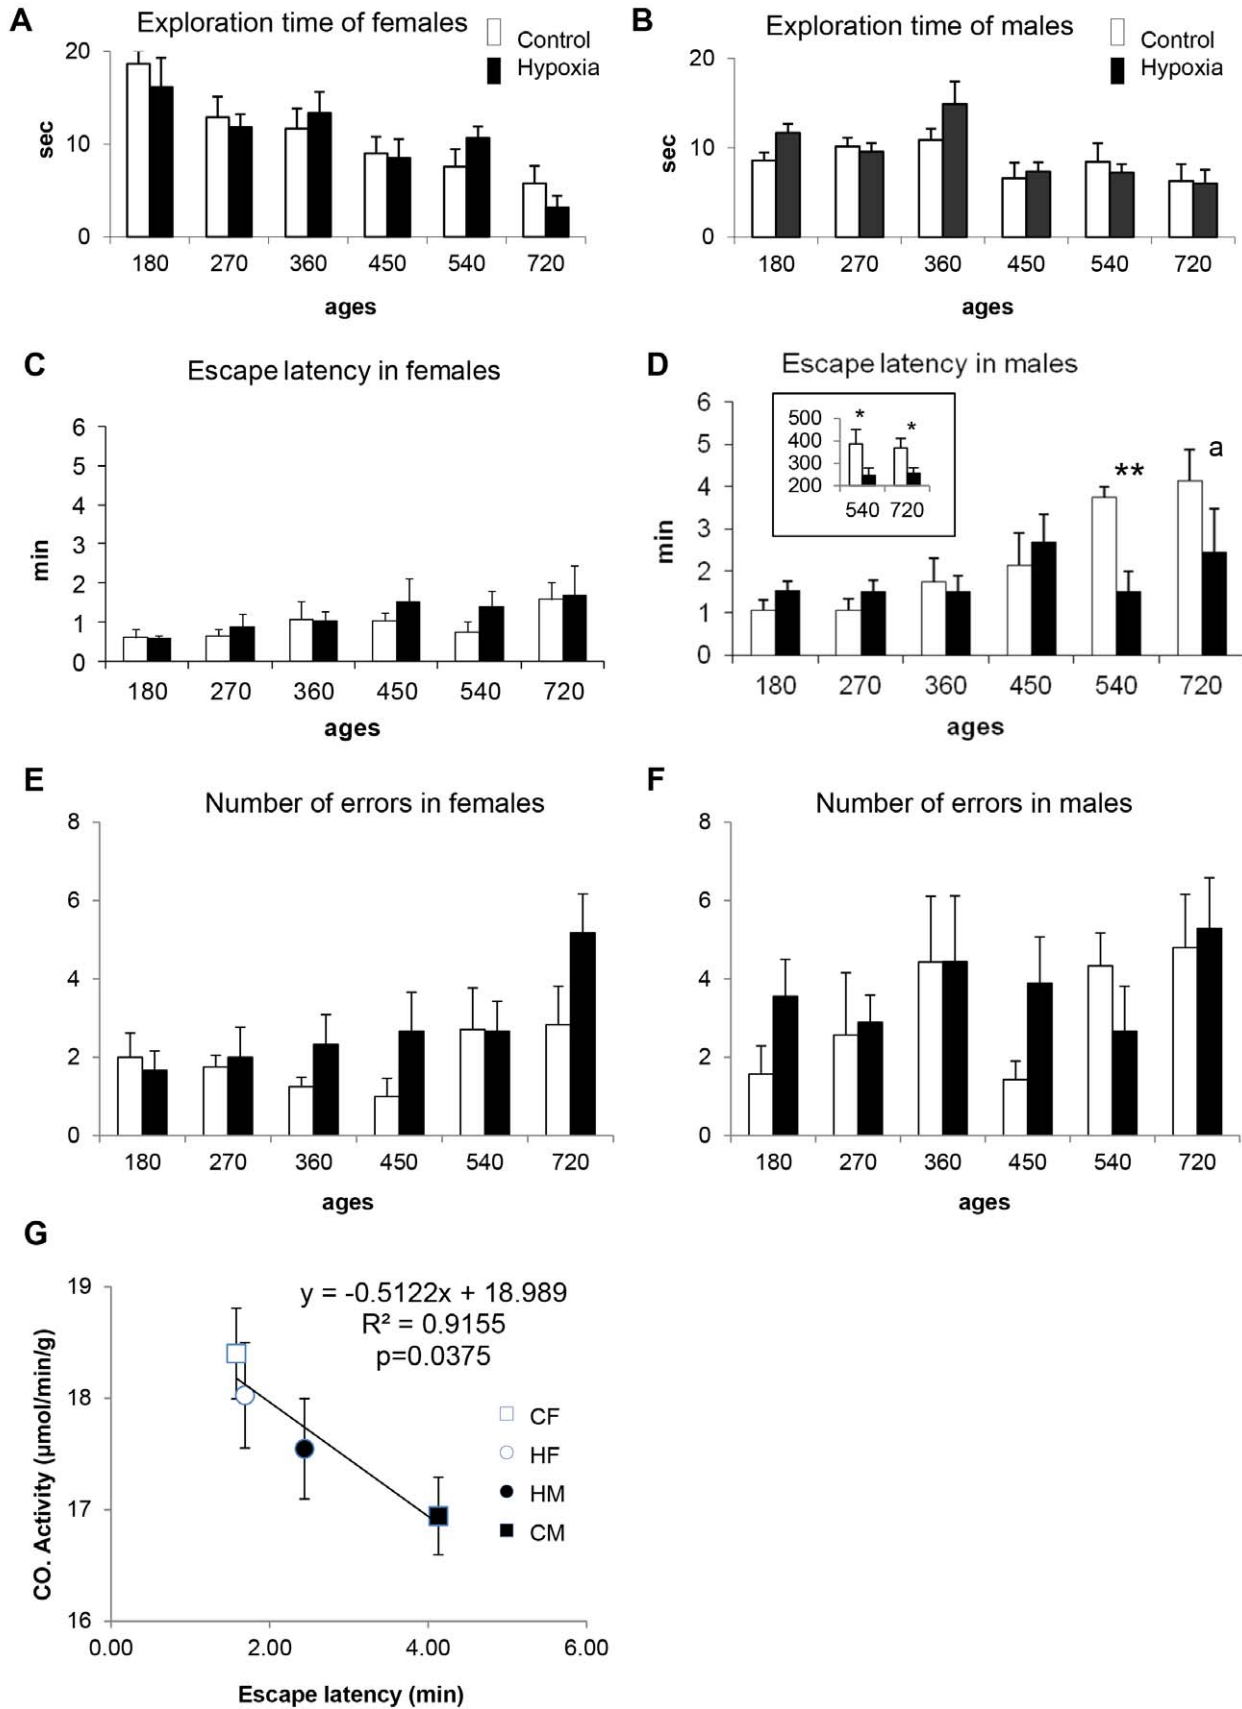 A
Exploration time of females
Control
Hypoxia
20
10
0
sec
180 270 360 450 540 720
ages
B
Exploration time of males
Control
Hypoxia
20
10
0
sec
180 270 360 450 540 720
ages
C
Escape latency in females
6
5
4
3
2
1
0
min
180 270 360 450 540 720
ages
D
Escape latency in males
6
5
4
3
2
1
0
min
500
400
300
200
* *
540 720
**
a
180 270 360 450 540 720
ages
E
Number of errors in females
8
6
4
2
0
180 270 360 450 540 720
ages
F
Number of errors in males
8
6
4
2
0
180 270 360 450 540 720
ages
G
19
18
17
16
CO. Activity (µmol/min/g)
y = -0.5122x + 18.989
R² = 0.9155
p=0.0375
CF
HF
HM
CM
0.00 2.00 4.00 6.00
Escape latency (min)